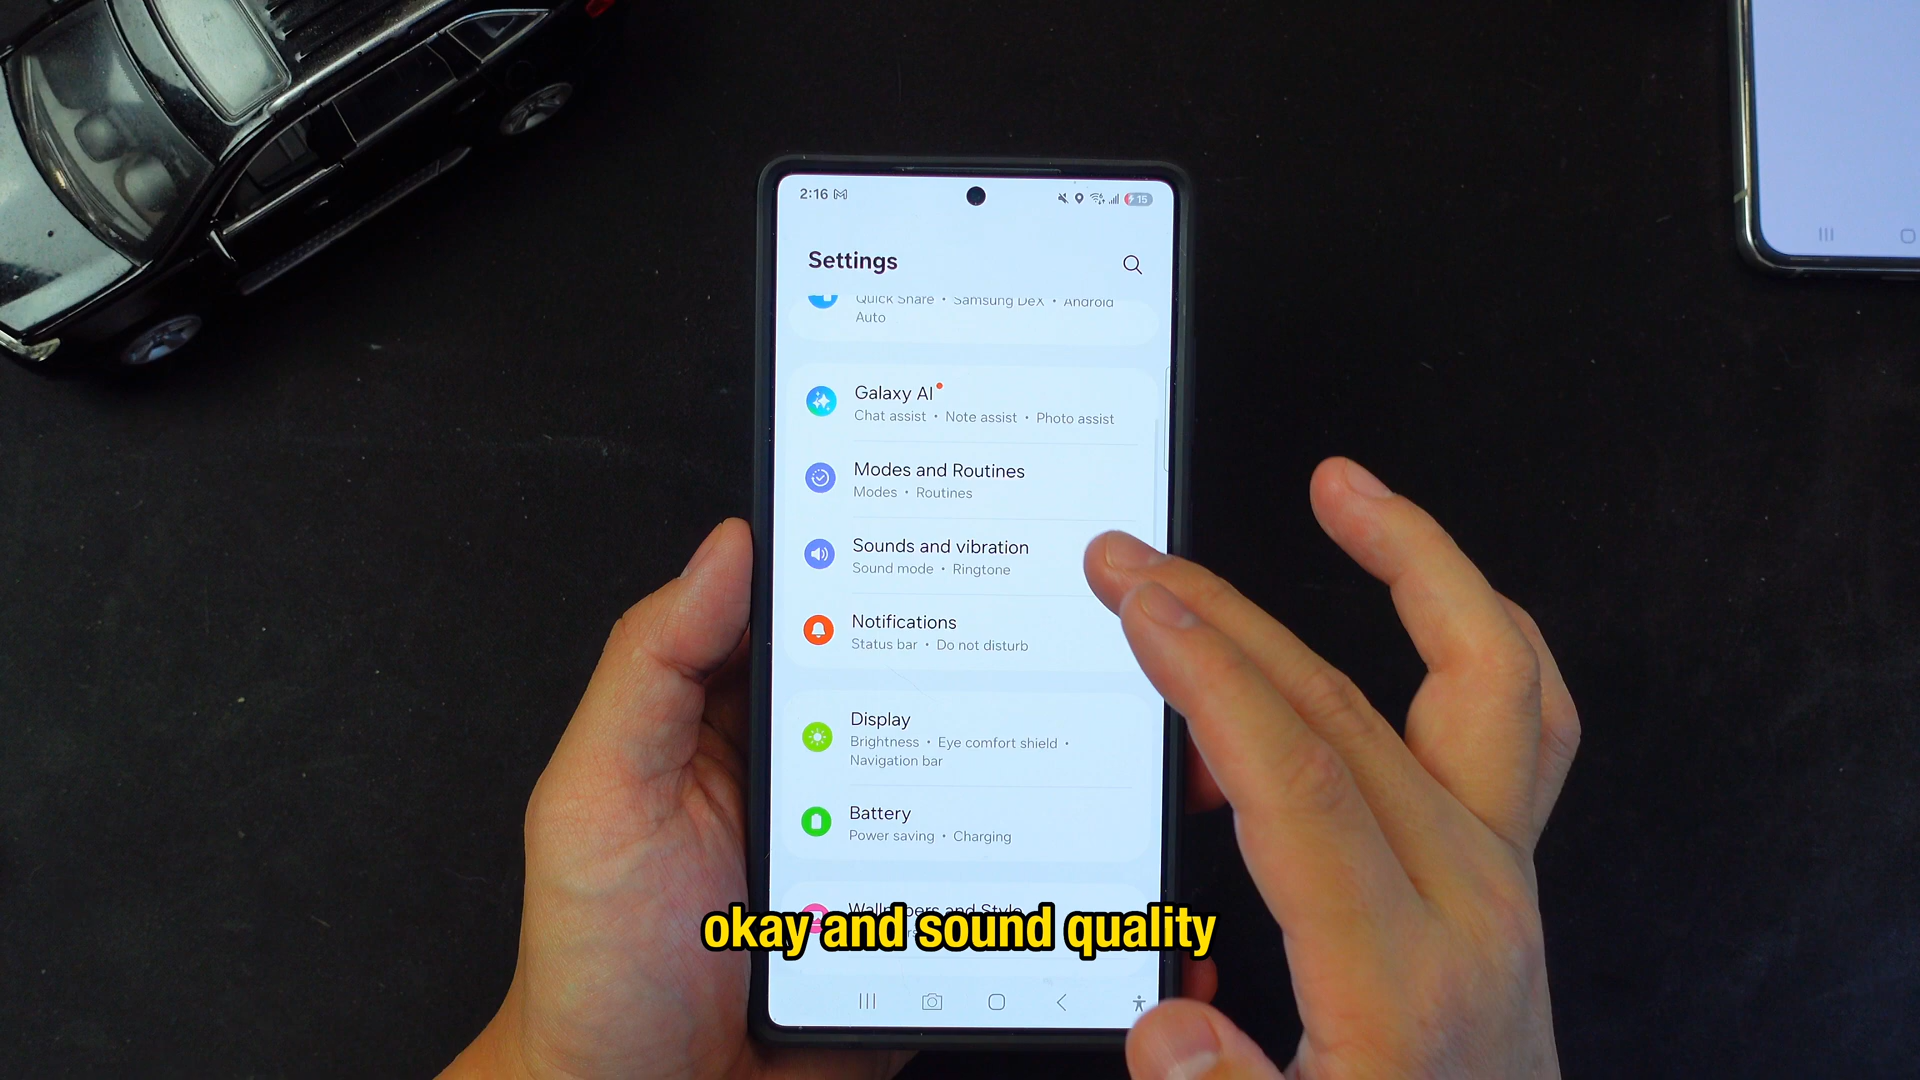 2:16
15
Settings
Quick Share • Samsung DeX • Android
Auto
Galaxy AI
Chat assist • Note assist • Photo assist
Modes and Routines
Modes • Routines
Sounds and vibration
Sound mode • Ringtone
Notifications
Status bar • Do not disturb
Display
Brightness • Eye comfort shield •
Navigation bar
Battery
Power saving • Charging
Wallpapers and Style
okay and sound quality